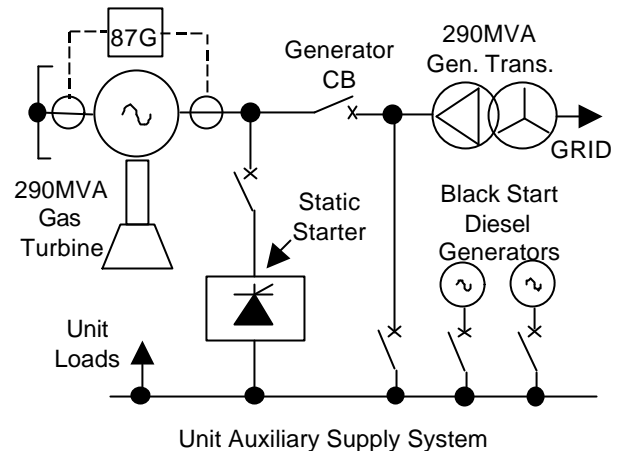 87G
Generator
CB
290MVA
Gen. Trans.
GRID
290MVA
Gas
Turbine
Static
Starter
Black Start
Diesel
Generators
Unit
Loads
Unit Auxiliary Supply System